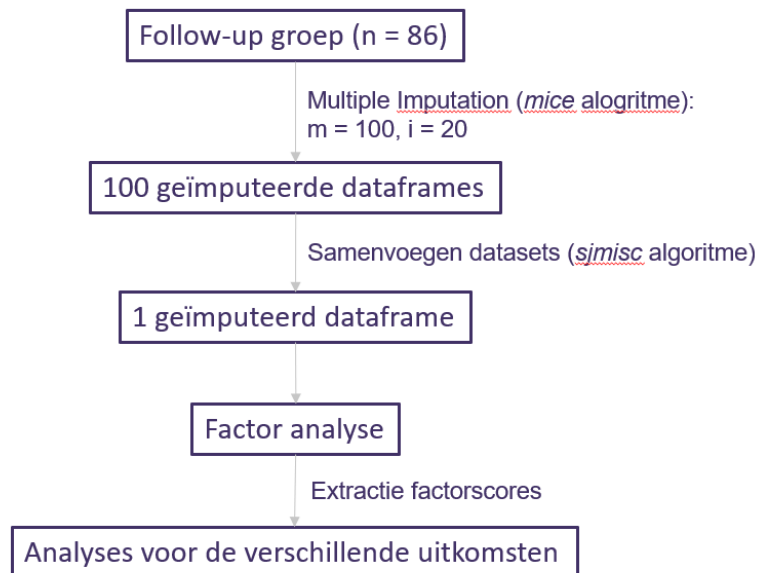 Follow-up groep (n = 86)
Multiple Imputation (mice alogritme):
m = 100, i = 20
100 geïmputeerde dataframes
Samenvoegen datasets (sjmisc algoritme)
1 geïmputeerd dataframe
Factor analyse
Extractie factorscores
Analyses voor de verschillende uitkomsten